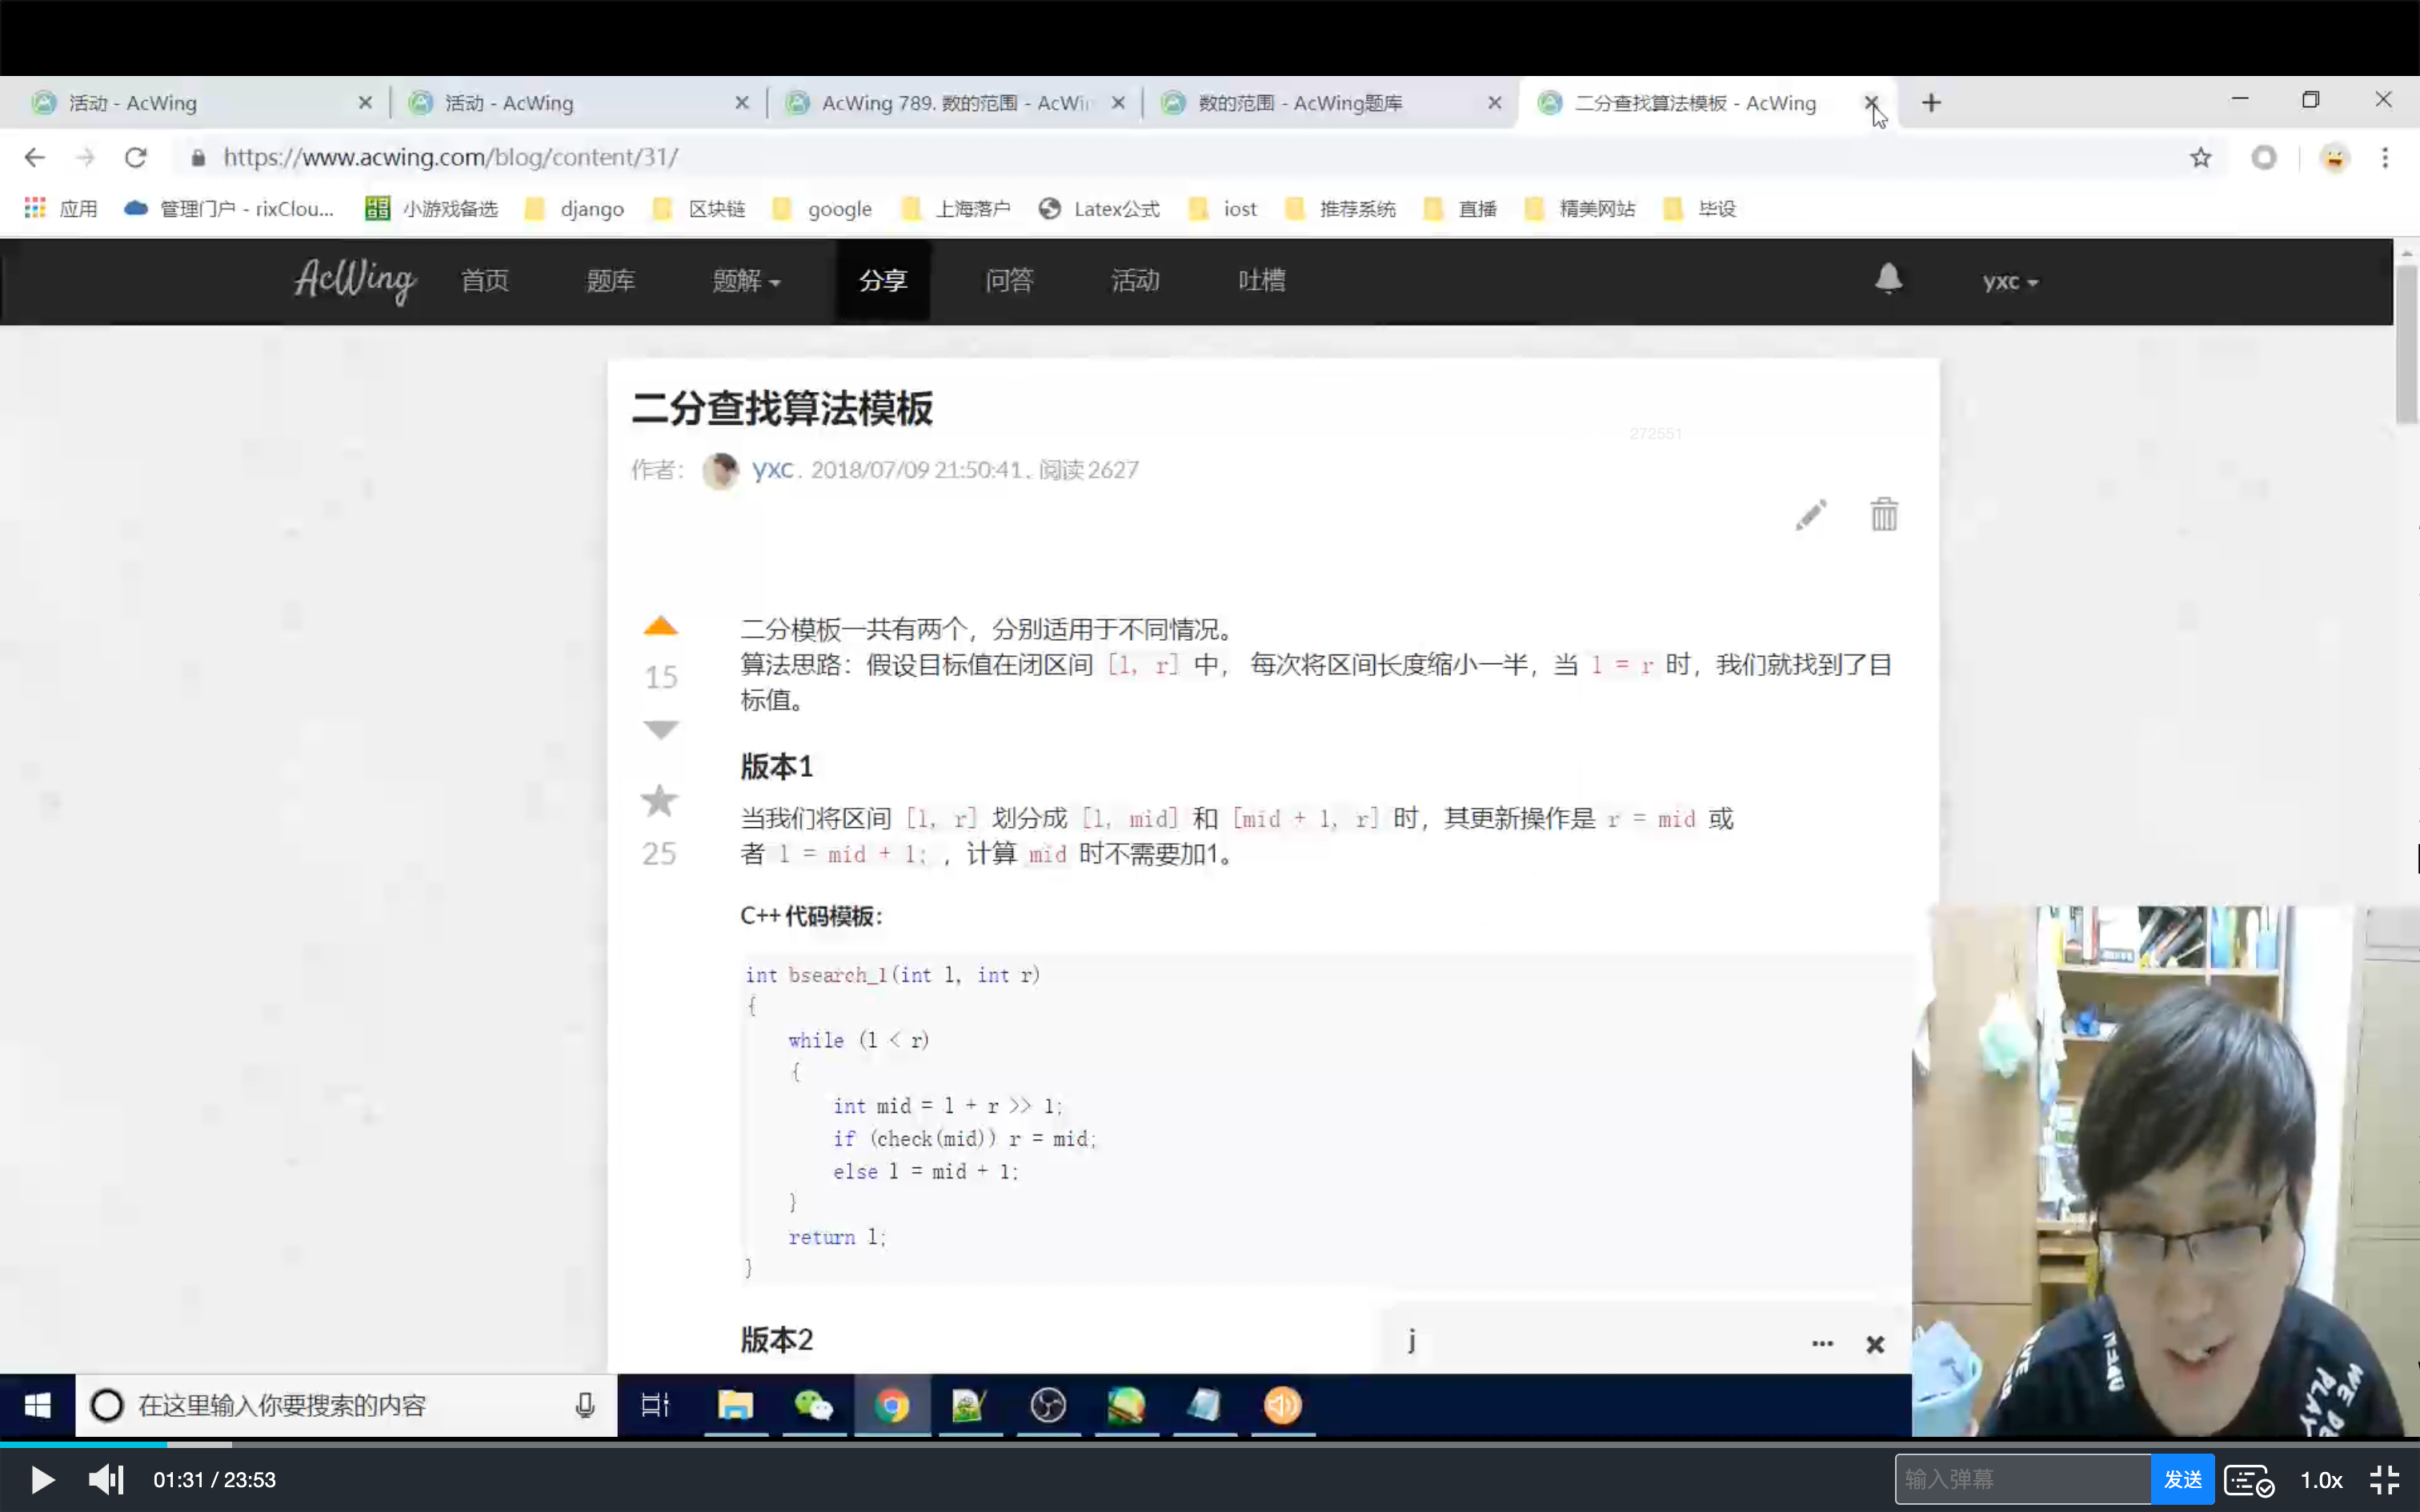 活动 - AcWing
活动 - AcWing
AcWing 789. 数的范围 - AcWi
数的范围 - AcWing题库
二分查找算法模板 - AcWing
https://www.acwing.com/blog/content/31/
应用
管理门户 - rixClou...
小游戏备选
django
区块链
google
上海落户
Latex公式
iost
推荐系统
直播
精美网站
毕设
AcWing
首页
题库
题解
分享
问答
活动
吐槽
yxc
二分查找算法模板
272551
作者： yxc . 2018/07/09 21:50:41 . 阅读 2627
二分模板一共有两个，分别适用于不同情况。
算法思路：假设目标值在闭区间 [l, r] 中， 每次将区间长度缩小一半，当 l = r 时，我们就找到了目
标值。
15
版本1
当我们将区间 [l, r] 划分成 [l, mid] 和 [mid + 1, r] 时，其更新操作是 r = mid 或
者 l = mid + 1; ，计算 mid 时不需要加1。
25
C++ 代码模板：
int bsearch_1(int l, int r)
{
while (l < r)
{
int mid = l + r >> 1;
if (check(mid)) r = mid;
else l = mid + 1;
}
return l;
}
版本2
j
在这里输入你要搜索的内容
WE DO
PLAY
01:31 / 23:53
输入弹幕
发送
1.0x